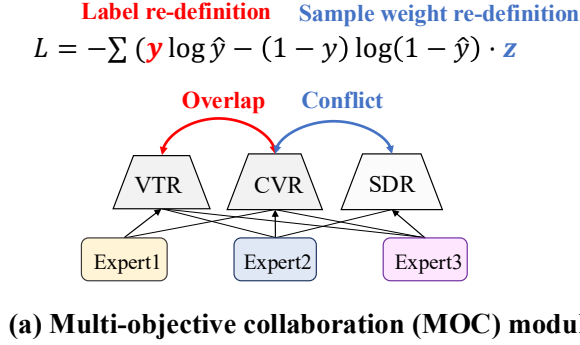 Label re-definition Sample weight re-definition
L = −∑ (y log ŷ − (1 − y) log(1 − ŷ) · z
Overlap Conflict
VTR CVR SDR
Expert1 Expert2 Expert3
(a) Multi-objective collaboration (MOC) modul